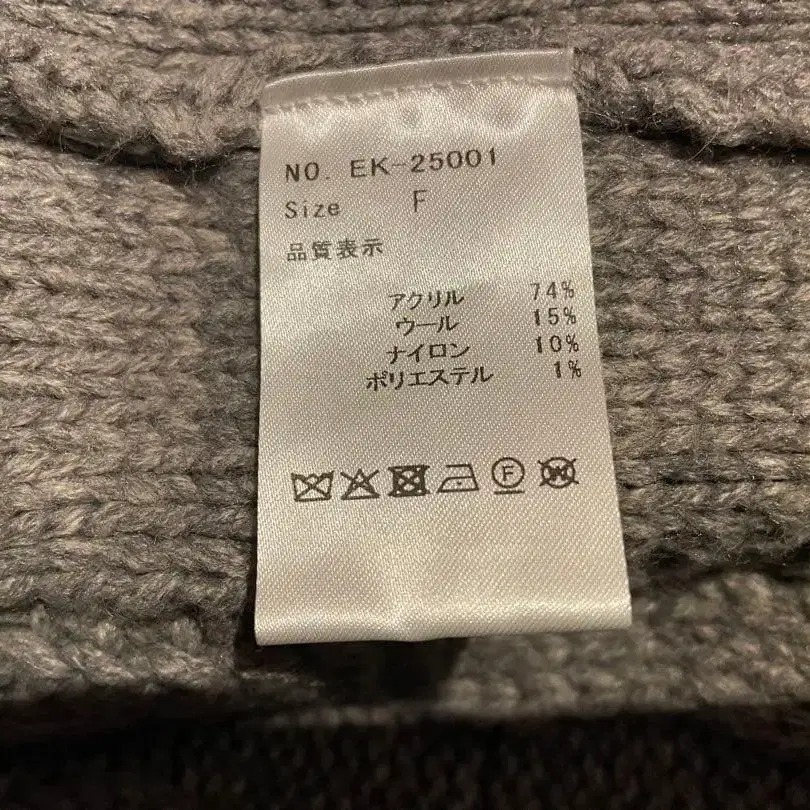 NO. EK-25001
Size F
品質表示
アクリル 74%
ウール 15%
ナイロン 10%
ポリエステル 1%
F W